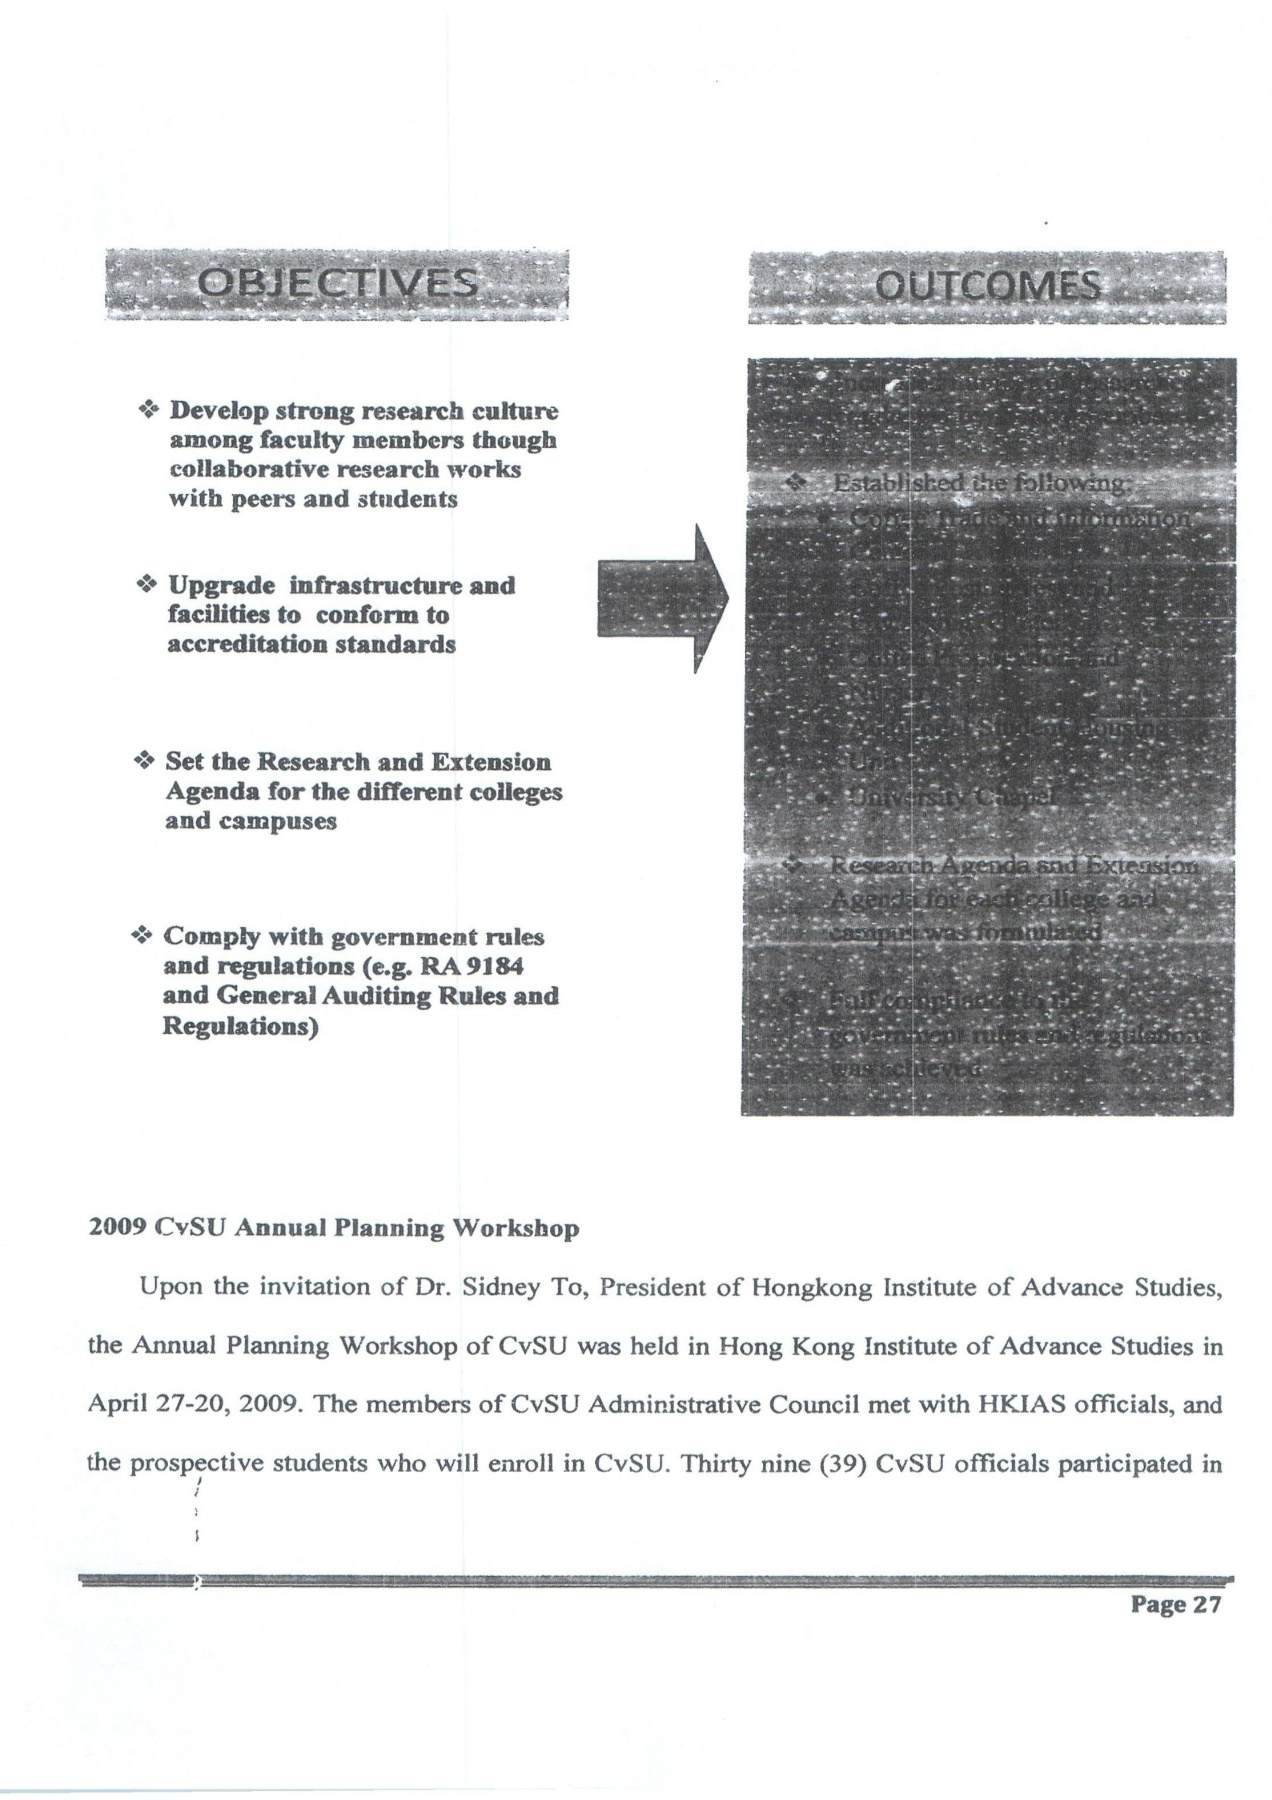 OBJECTIVES
❖ Develop strong research culture
among faculty members though
collaborative research works
with peers and students
❖ Upgrade infrastructure and
facilities to conform to
accreditation standards
❖ Set the Research and Extension
Agenda for the different colleges
and campuses
❖ Comply with government rules
and regulations (e.g. RA 9184
and General Auditing Rules and
Regulations)
OUTCOMES
❖ Established the following:
• Coffee Trade and Information
and
Student Housing
Unit
• University Chapel
❖ Research Agenda and Extension
Agenda for each college and
campus was formulated
❖ Full compliance to the
government rules and regulations
was achieved
2009 CvSU Annual Planning Workshop
Upon the invitation of Dr. Sidney To, President of Hongkong Institute of Advance Studies,
the Annual Planning Workshop of CvSU was held in Hong Kong Institute of Advance Studies in
April 27-20, 2009. The members of CvSU Administrative Council met with HKIAS officials, and
the prospective students who will enroll in CvSU. Thirty nine (39) CvSU officials participated in
Page 27